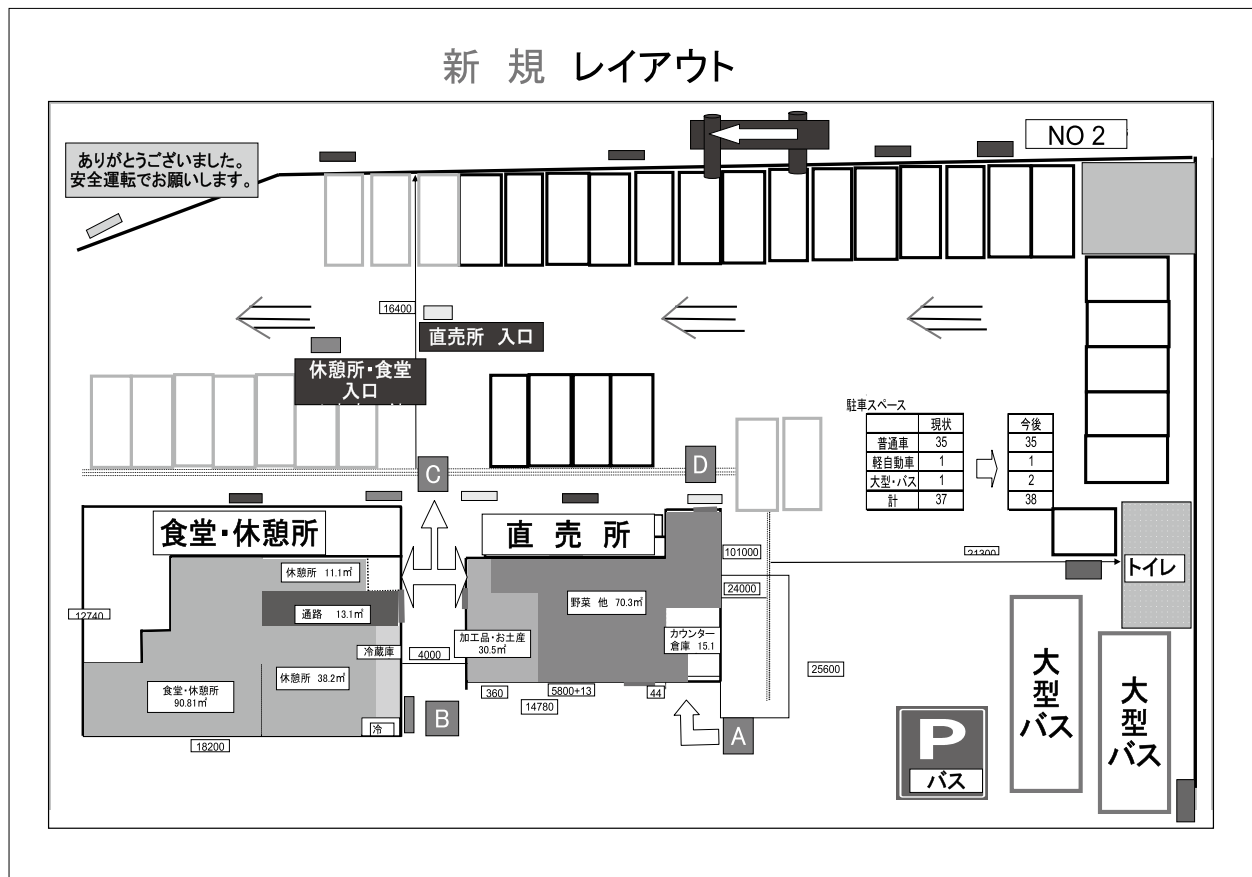 新 規 レイアウト
NO 2
ありがとうございました。
安全運転でお願いします。
16400
直売所 入口
休憩所・食堂
入口
駐車スペース
現状
今後
普通車 35 35
軽自動車 1 1
大型・バス 1 2
計 37 38
D
C
食堂・休憩所
直 売 所
101000
21300
トイレ
休憩所 11.1㎡
24000
12740
通路 13.1㎡
野菜 他 70.3㎡
加工品・お土産
30.5㎡
カウンター
倉庫 15.1
冷蔵庫
4000
25600
休憩所 38.2㎡
食堂・休憩所
90.81㎡
360
5800+13
44
14780
冷
B
A
18200
P
バス
大型バス
大型バス